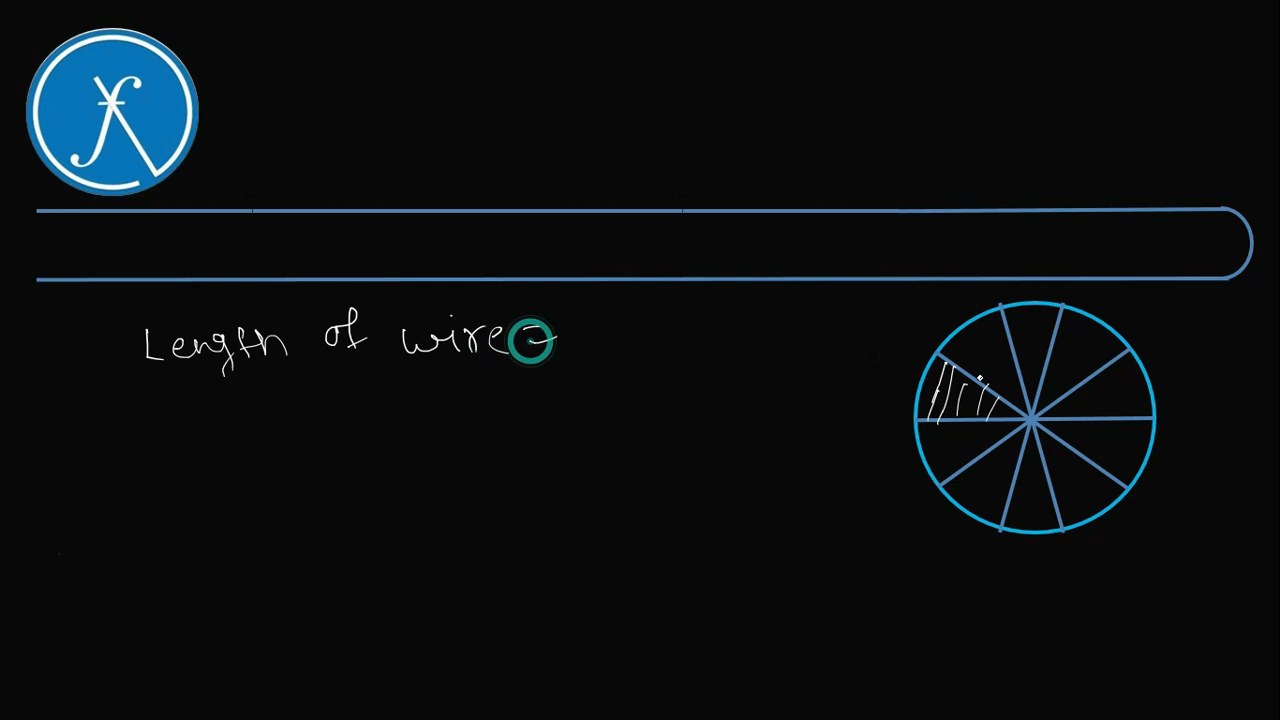 Length of wire =